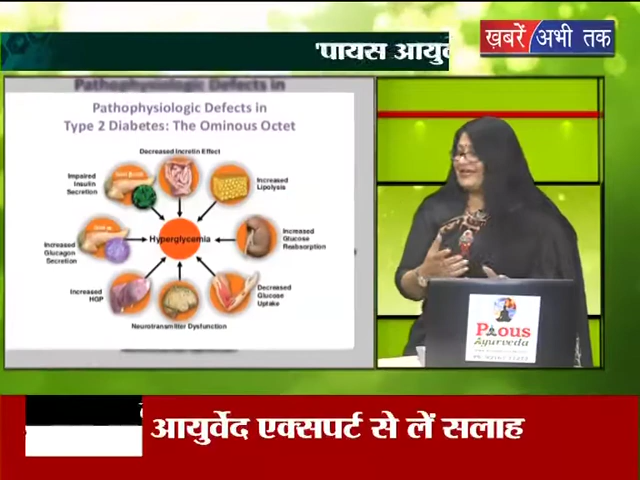 'पायस आयुर्वे
ख़बरें अभी तक
Pathophysiologic Defects in
Pathophysiologic Defects in
Type 2 Diabetes: The Ominous Octet
Decreased Incretin Effect
Impaired
Insulin
Secretion
Increased
Lipolysis
Increased
Glucagon
Secretion
Hyperglycemia
Increased
Glucose
Reabsorption
Increased
HGP
Decreased
Glucose
Uptake
Neurotransmitter Dysfunction
Pious
Ayurveda
आयुर्वेद एक्सपर्ट से लें सलाह